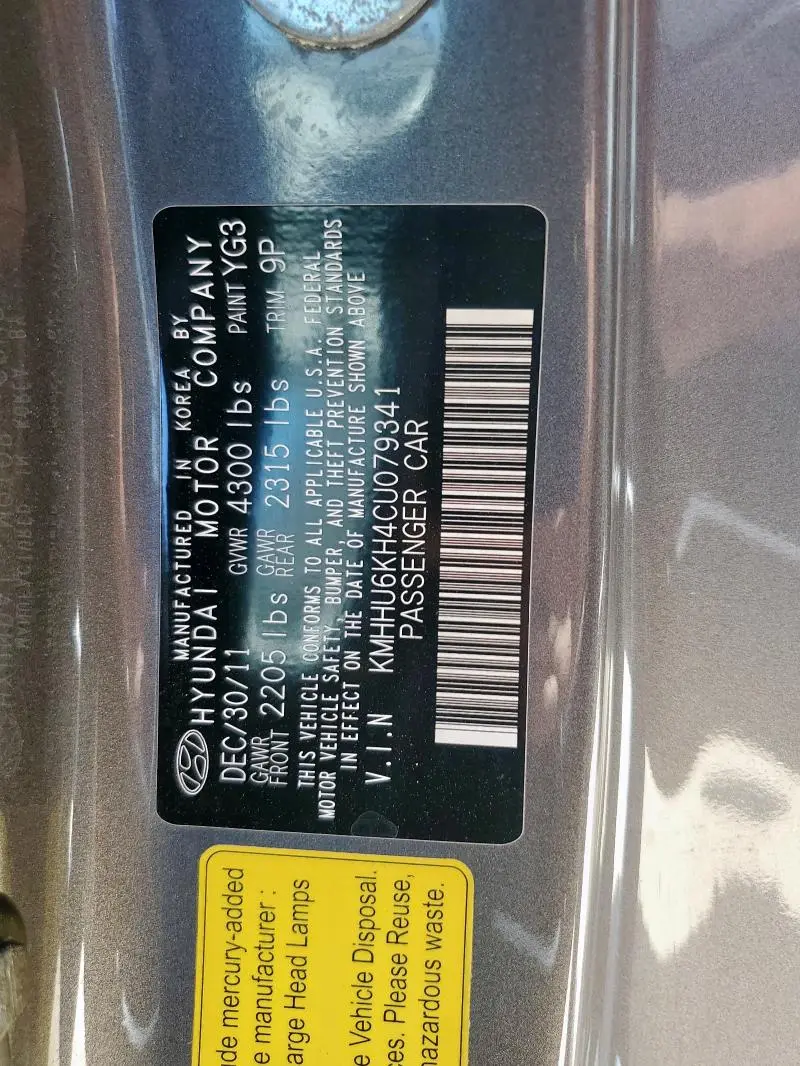 MANUFACTURED IN KOREA BY
HYUNDAI MOTOR COMPANY
DEC/30/11 GVWR 4300 lbs PAINT YG3
GAWR FRONT 2205 lbs GAWR REAR 2315 lbs TRIM 9P
THIS VEHICLE CONFORMS TO ALL APPLICABLE U.S.A. FEDERAL
MOTOR VEHICLE SAFETY, BUMPER, AND THEFT PREVENTION STANDARDS
IN EFFECT ON THE DATE OF MANUFACTURE SHOWN ABOVE
V.I.N KMHHU6KH4CU079341
PASSENGER CAR
de mercury-added
e manufacturer :
arge Head Lamps
e Vehicle Disposal.
ces. Please Reuse,
hazardous waste.